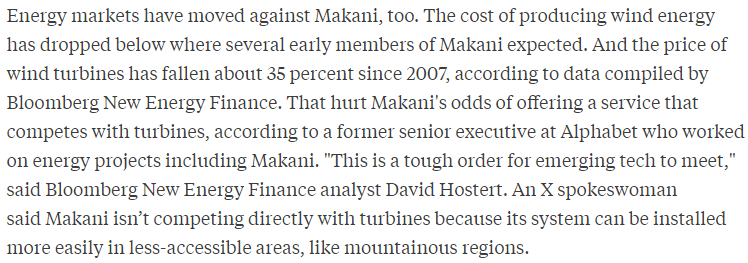 Energy markets have moved against Makani, too. The cost of producing wind energy
has dropped below where several early members of Makani expected. And the price of
wind turbines has fallen about 35 percent since 2007, according to data compiled by
Bloomberg New Energy Finance. That hurt Makani's odds of offering a service that
competes with turbines, according to a former senior executive at Alphabet who worked
on energy projects including Makani. "This is a tough order for emerging tech to meet,"
said Bloomberg New Energy Finance analyst David Hostert. An X spokeswoman
said Makani isn’t competing directly with turbines because its system can be installed
more easily in less-accessible areas, like mountainous regions.